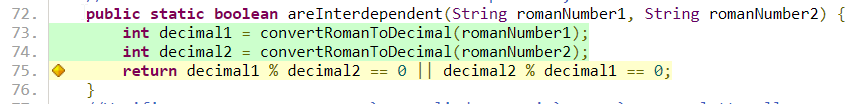 72. public static boolean areInterdependent(String romanNumber1, String romanNumber2) {
73. int decimal1 = convertRomanToDecimal(romanNumber1);
74. int decimal2 = convertRomanToDecimal(romanNumber2);
75. return decimal1 % decimal2 == 0 || decimal2 % decimal1 == 0;
76. }